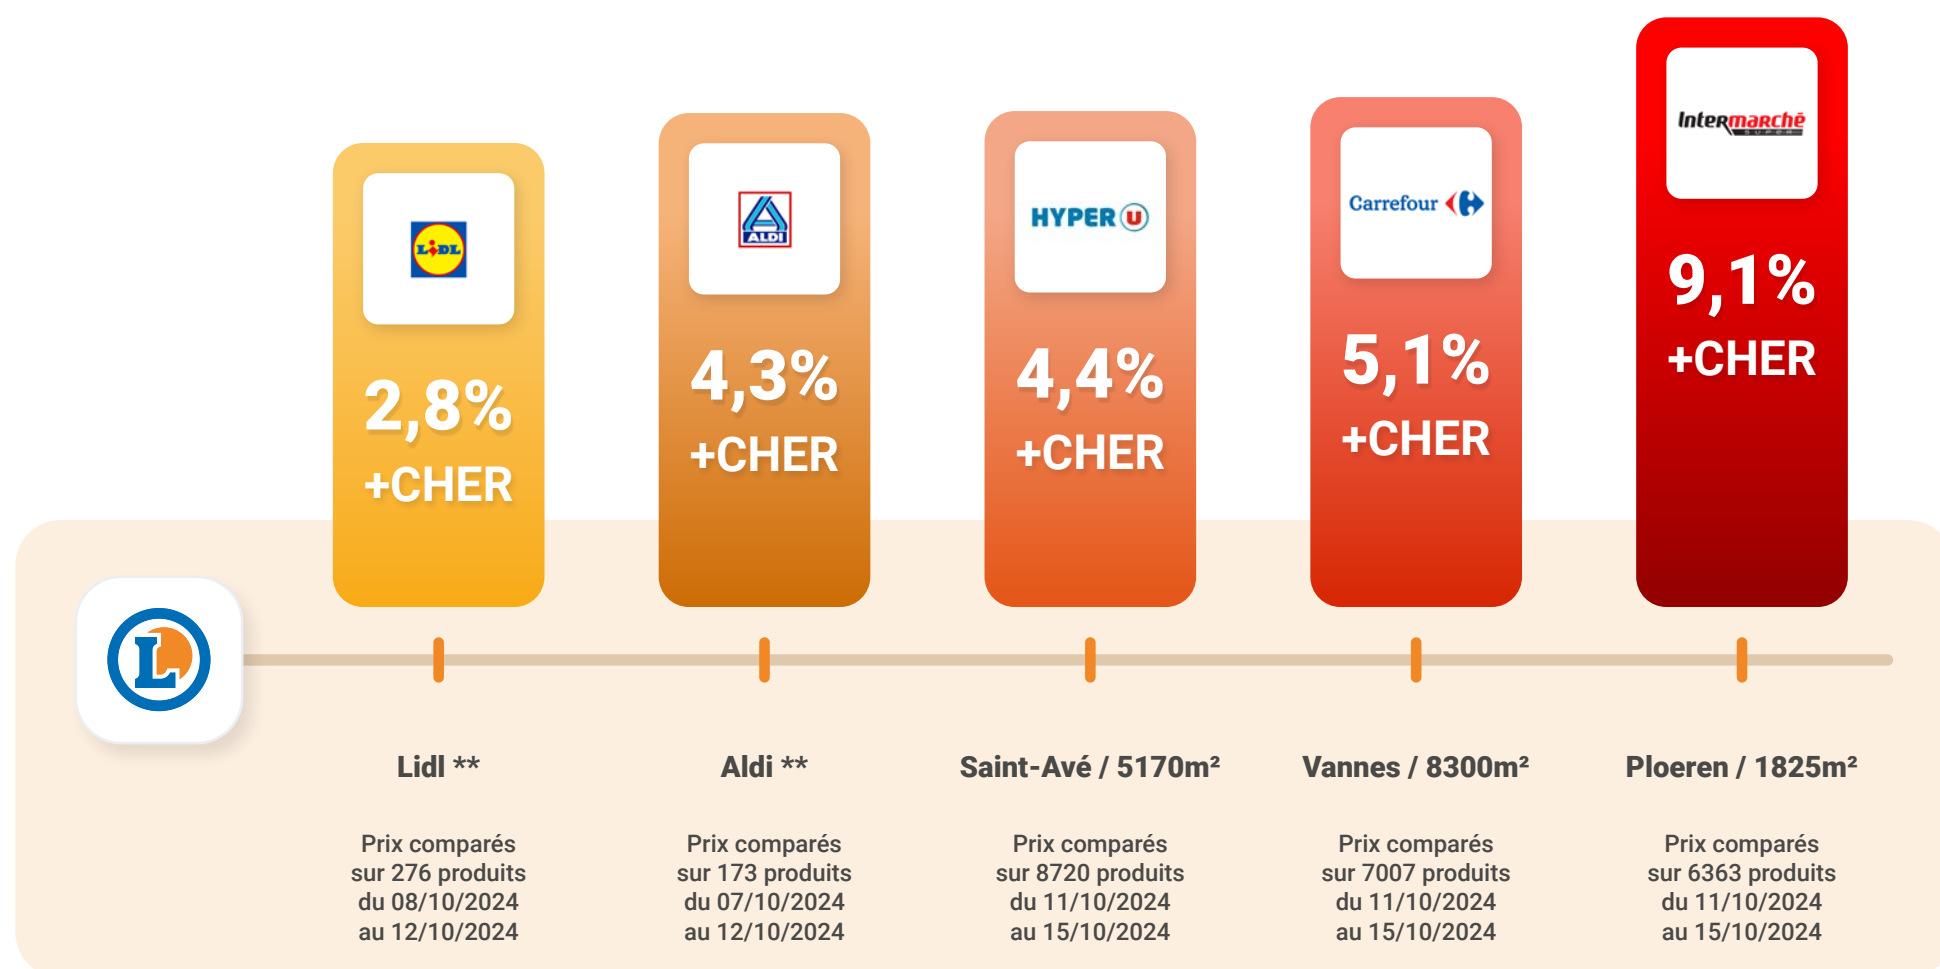 LIDL
2,8%
+CHER
ALDI
4,3%
+CHER
HYPER U
4,4%
+CHER
Carrefour
5,1%
+CHER
Intermarché
SUPER
9,1%
+CHER
L
Lidl **
Prix comparés
sur 276 produits
du 08/10/2024
au 12/10/2024
Aldi **
Prix comparés
sur 173 produits
du 07/10/2024
au 12/10/2024
Saint-Avé / 5170m²
Prix comparés
sur 8720 produits
du 11/10/2024
au 15/10/2024
Vannes / 8300m²
Prix comparés
sur 7007 produits
du 11/10/2024
au 15/10/2024
Ploeren / 1825m²
Prix comparés
sur 6363 produits
du 11/10/2024
au 15/10/2024